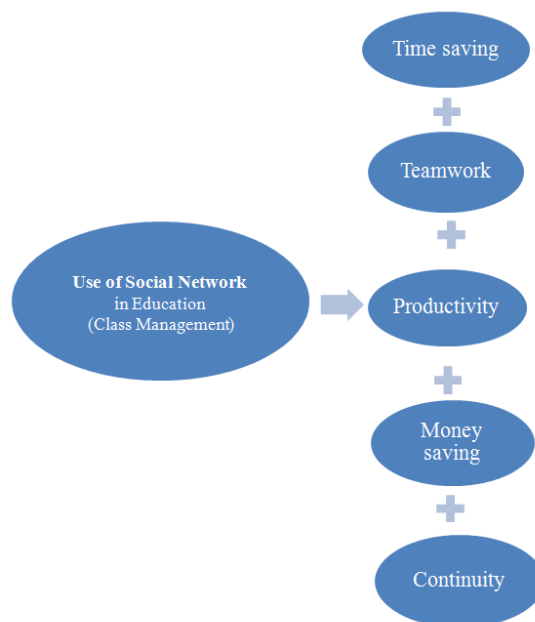 Time saving
Teamwork
Use of Social Network
in Education
(Class Management)
Productivity
Money
saving
Continuity